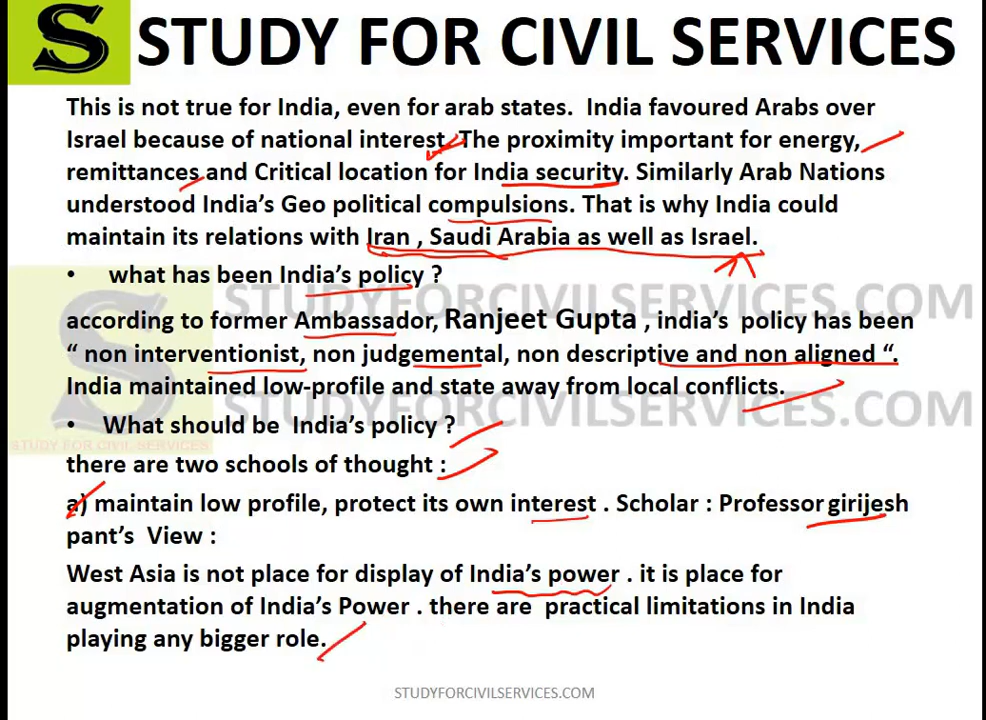 S STUDY FOR CIVIL SERVICES
This is not true for India, even for arab states. India favoured Arabs over
Israel because of national interest. The proximity important for energy,
remittances and Critical location for India security. Similarly Arab Nations
understood India's Geo political compulsions. That is why India could
maintain its relations with Iran , Saudi Arabia as well as Israel.
• what has been India's policy ?
STUDYFORCIVILSERVICES.COM
according to former Ambassador, Ranjeet Gupta , india's policy has been
“ non interventionist, non judgemental, non descriptive and non aligned “.
India maintained low-profile and state away from local conflicts.
STUDYFORCIVILSERVICES.COM
• What should be India's policy ?
STUDY FOR CIVIL SERVICES
there are two schools of thought :
a) maintain low profile, protect its own interest . Scholar : Professor girijesh
pant's View :
West Asia is not place for display of India's power . it is place for
augmentation of India's Power . there are practical limitations in India
playing any bigger role.
STUDYFORCIVILSERVICES.COM